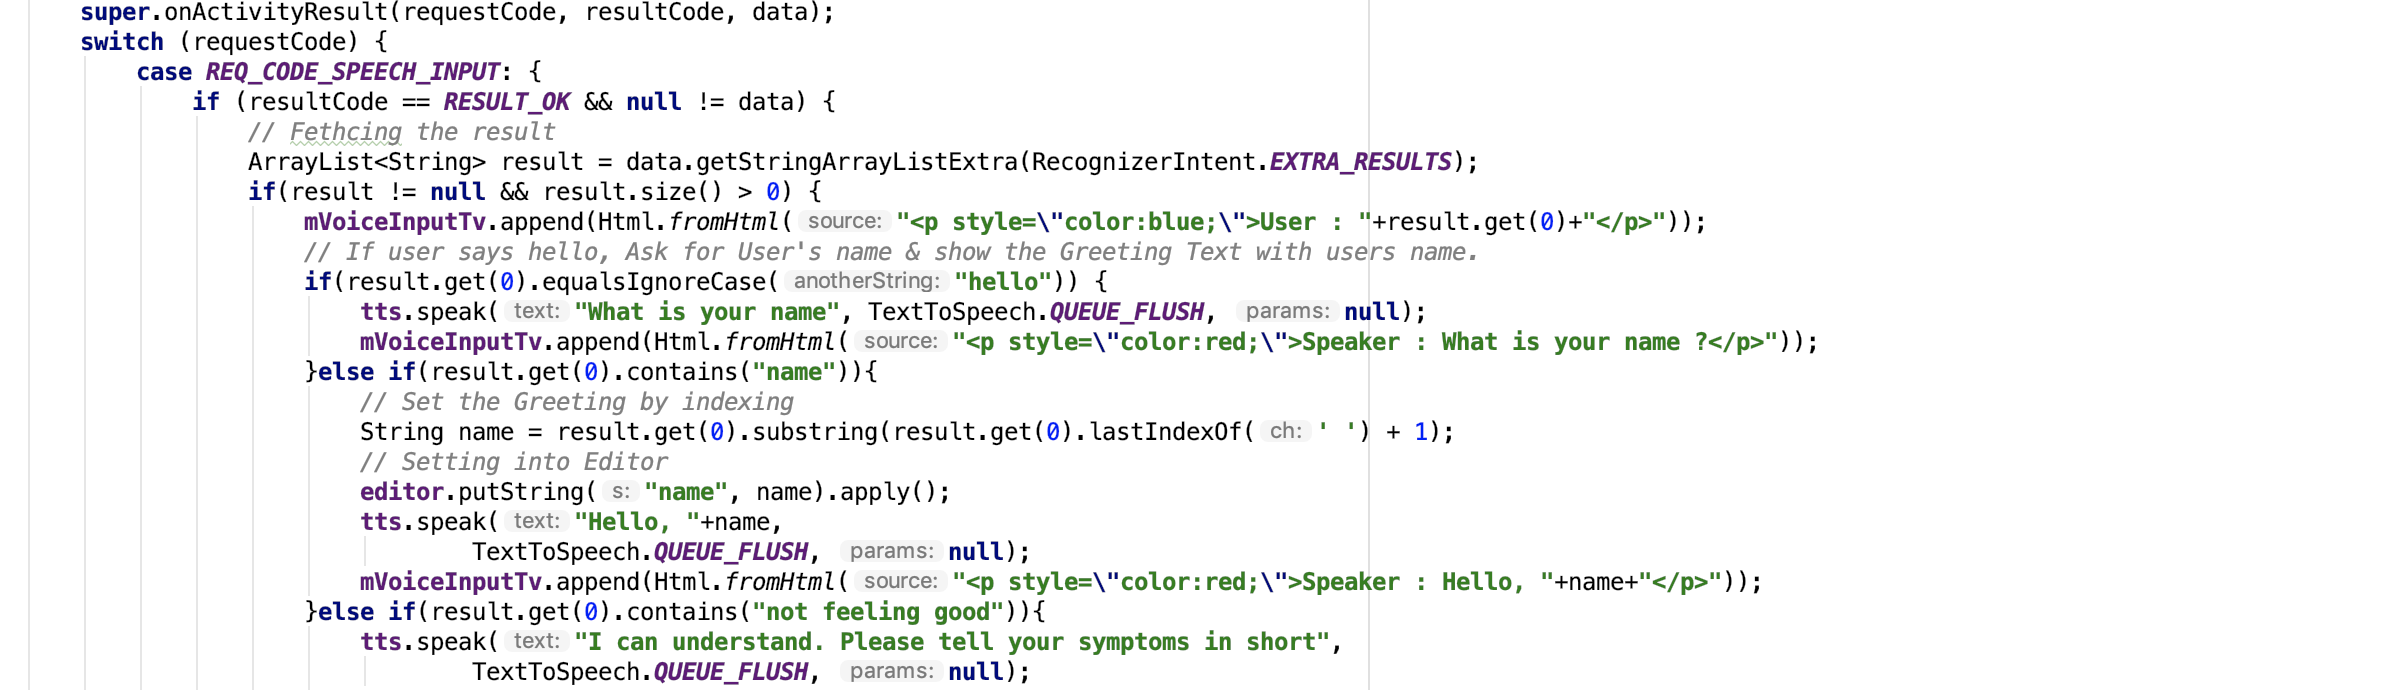 super.onActivityResult(requestCode, resultCode, data);
switch (requestCode) {
case REQ_CODE_SPEECH_INPUT: {
if (resultCode == RESULT_OK && null != data) {
// Fethcing the result
ArrayList<String> result = data.getStringArrayListExtra(RecognizerIntent.EXTRA_RESULTS);
if(result != null && result.size() > 0) {
mVoiceInputTv.append(Html.fromHtml( source: "<p style=\"color:blue;\">User : "+result.get(0)+"</p>"));
// If user says hello, Ask for User's name & show the Greeting Text with users name.
if(result.get(0).equalsIgnoreCase( anotherString: "hello")) {
tts.speak( text: "What is your name", TextToSpeech.QUEUE_FLUSH, params: null);
mVoiceInputTv.append(Html.fromHtml( source: "<p style=\"color:red;\">Speaker : What is your name ?</p>"));
}else if(result.get(0).contains("name")){
// Set the Greeting by indexing
String name = result.get(0).substring(result.get(0).lastIndexOf( ch: ' ') + 1);
// Setting into Editor
editor.putString( s: "name", name).apply();
tts.speak( text: "Hello, "+name,
TextToSpeech.QUEUE_FLUSH, params: null);
mVoiceInputTv.append(Html.fromHtml( source: "<p style=\"color:red;\">Speaker : Hello, "+name+"</p>"));
}else if(result.get(0).contains("not feeling good")){
tts.speak( text: "I can understand. Please tell your symptoms in short",
TextToSpeech.QUEUE_FLUSH, params: null);